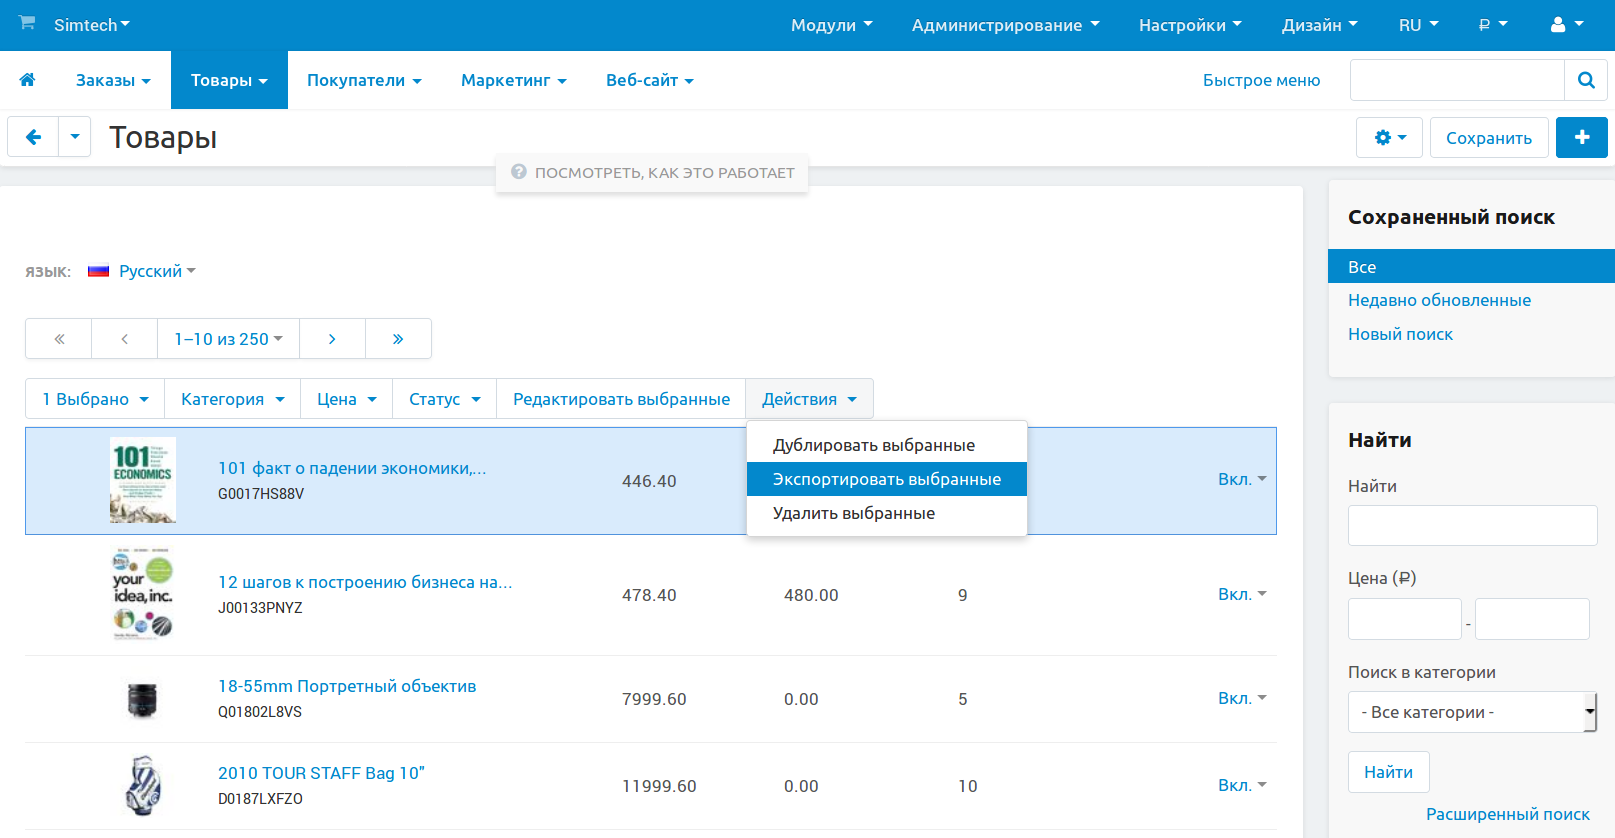 Simtech
Модули
Администрирование
Настройки
Дизайн
RU
₽
Заказы
Товары
Покупатели
Маркетинг
Веб-сайт
Быстрое меню
Товары
Сохранить
ПОСМОТРЕТЬ, КАК ЭТО РАБОТАЕТ
ЯЗЫК:
Русский
« ‹ 1–10 из 250 › »
1 Выбрано
Категория
Цена
Статус
Редактировать выбранные
Действия
Дублировать выбранные
Экспортировать выбранные
Удалить выбранные
101
ECONOMICS
101 факт о падении экономики,...
G0017HS88V
446.40
Вкл.
your
idea, inc.
12 шагов к построению бизнеса на...
J00133PNYZ
478.40
480.00
9
Вкл.
18-55mm Портретный объектив
Q01802L8VS
7999.60
0.00
5
Вкл.
2010 TOUR STAFF Bag 10"
D0187LXFZO
11999.60
0.00
10
Вкл.
Сохраненный поиск
Все
Недавно обновленные
Новый поиск
Найти
Найти
Цена (₽)
-
Поиск в категории
- Все категории -
Найти
Расширенный поиск